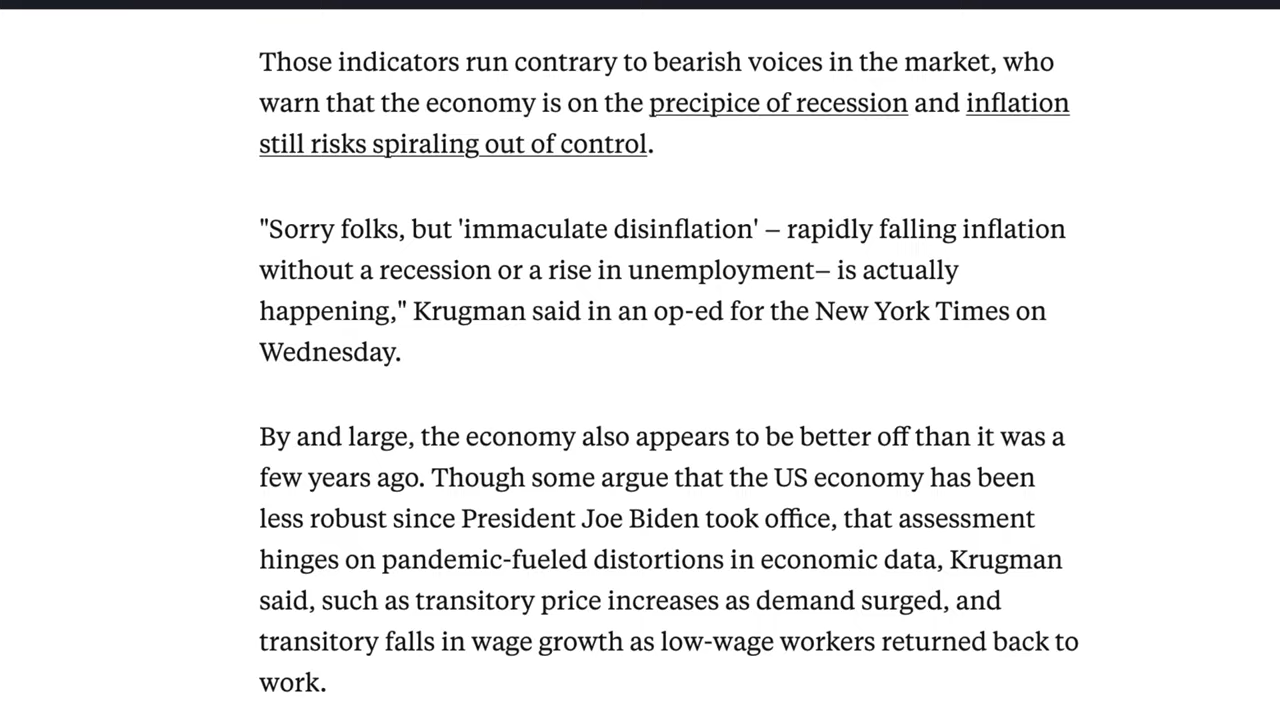 Those indicators run contrary to bearish voices in the market, who
warn that the economy is on the precipice of recession and inflation
still risks spiraling out of control.
"Sorry folks, but 'immaculate disinflation' – rapidly falling inflation
without a recession or a rise in unemployment– is actually
happening," Krugman said in an op-ed for the New York Times on
Wednesday.
By and large, the economy also appears to be better off than it was a
few years ago. Though some argue that the US economy has been
less robust since President Joe Biden took office, that assessment
hinges on pandemic-fueled distortions in economic data, Krugman
said, such as transitory price increases as demand surged, and
transitory falls in wage growth as low-wage workers returned back to
work.